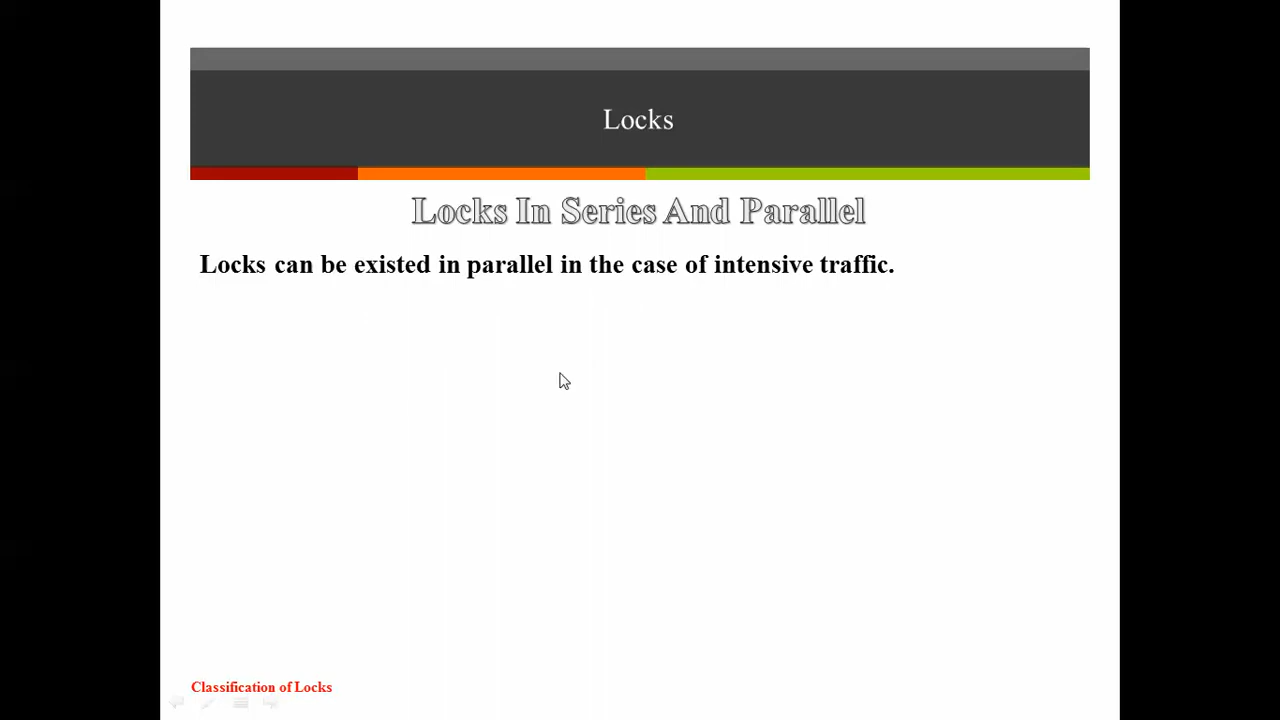 Locks
Locks In Series And Parallel
Locks can be existed in parallel in the case of intensive traffic.
Classification of Locks